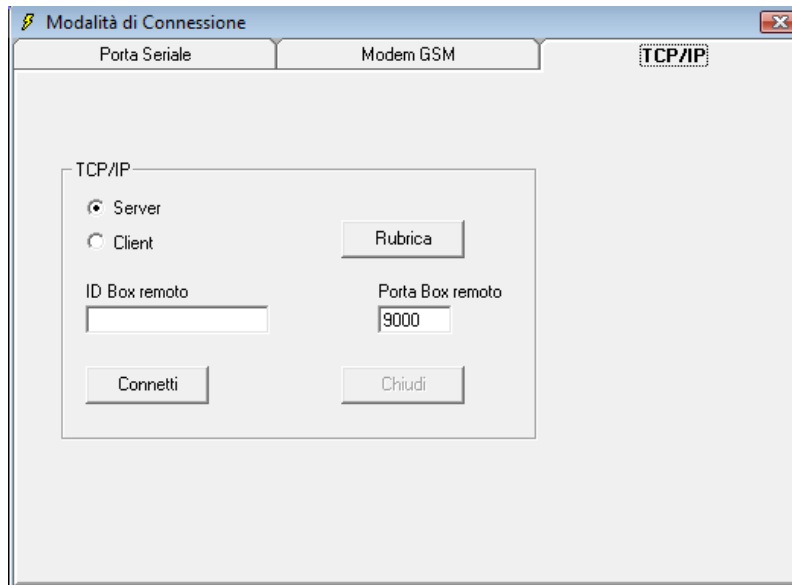 Modalità di Connessione
Porta Seriale Modem GSM TCP/IP
TCP/IP
Server
Client
Rubrica
ID Box remoto Porta Box remoto
9000
Connetti Chiudi